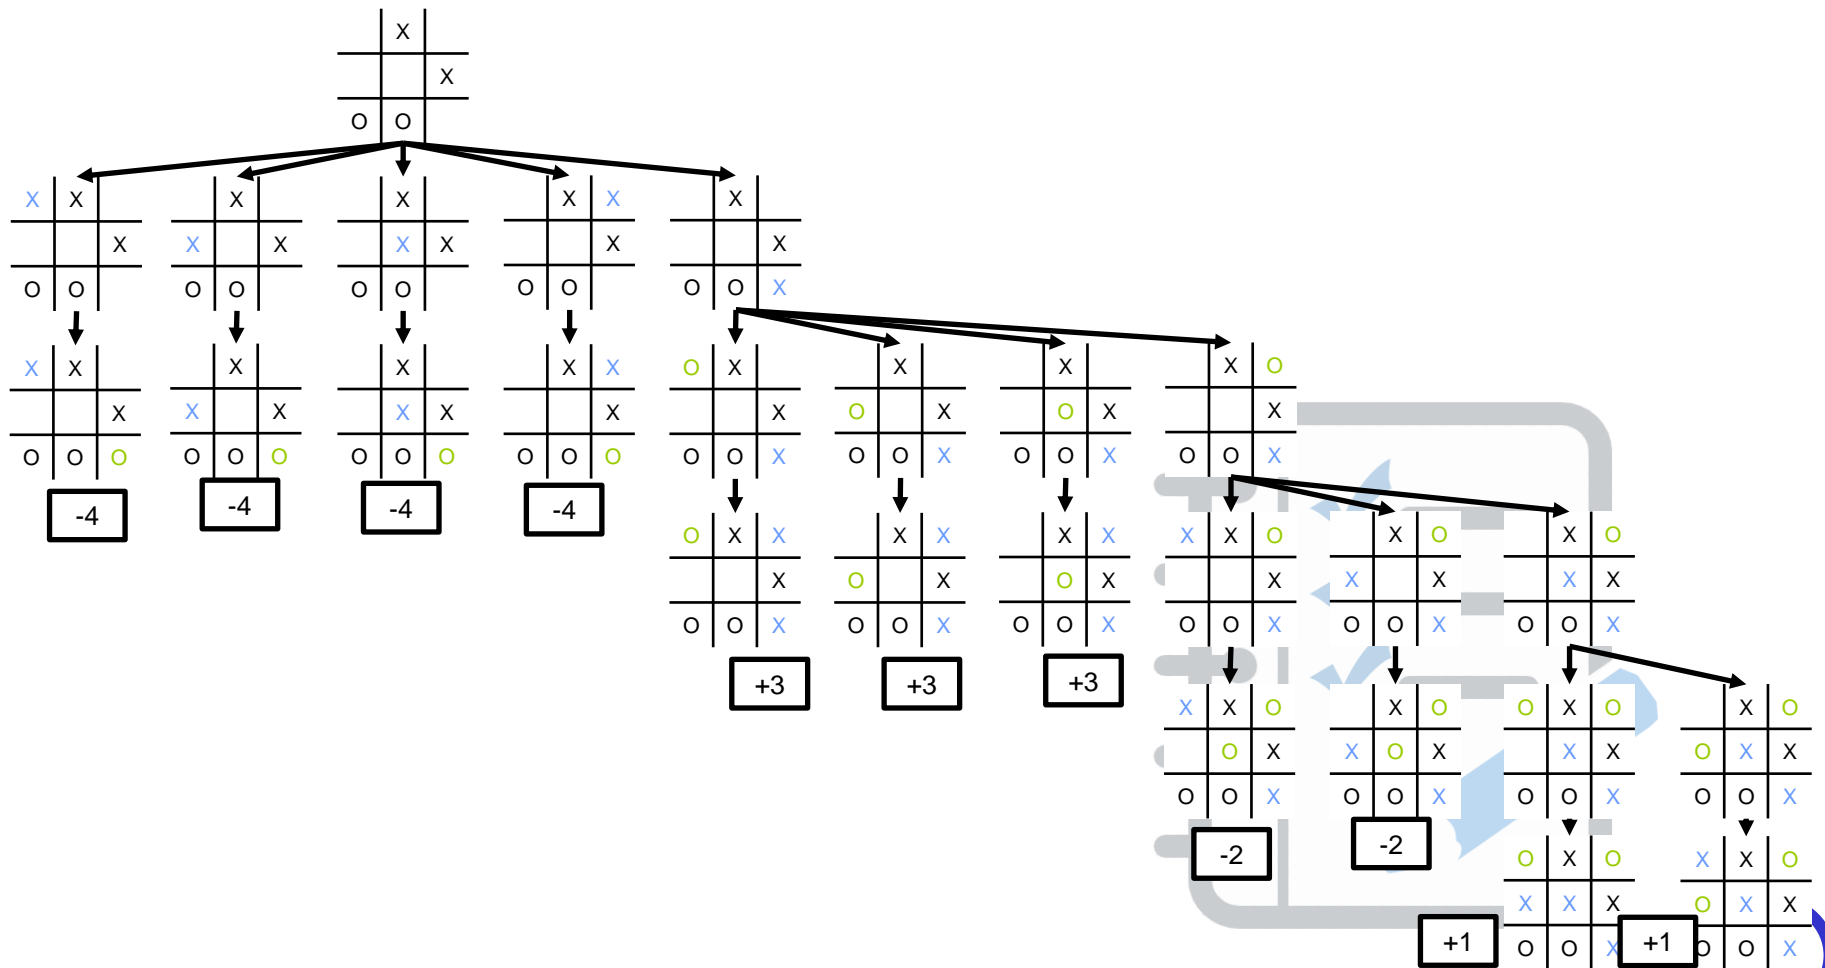 X
X
O O
X X X X X X X
X X X X X X X X
O O O O O O O O O O X
X X X X X O X X X X O
X X X X X X X O X O X X
O O O O O O O O O O O O O O X O O X O O X O O X
-4 -4 -4 -4
O X X X X X X X X O X O X O
X O X O X X X X X X
O O X O O X O O X O O X O O X O O X
+3 +3 +3
X X O X O O X O X O
O X X O X X X O X X
O O X O O X O O X O O X
-2 -2
O X O X X O
X X X O X X
+1 O O X +1 O O X